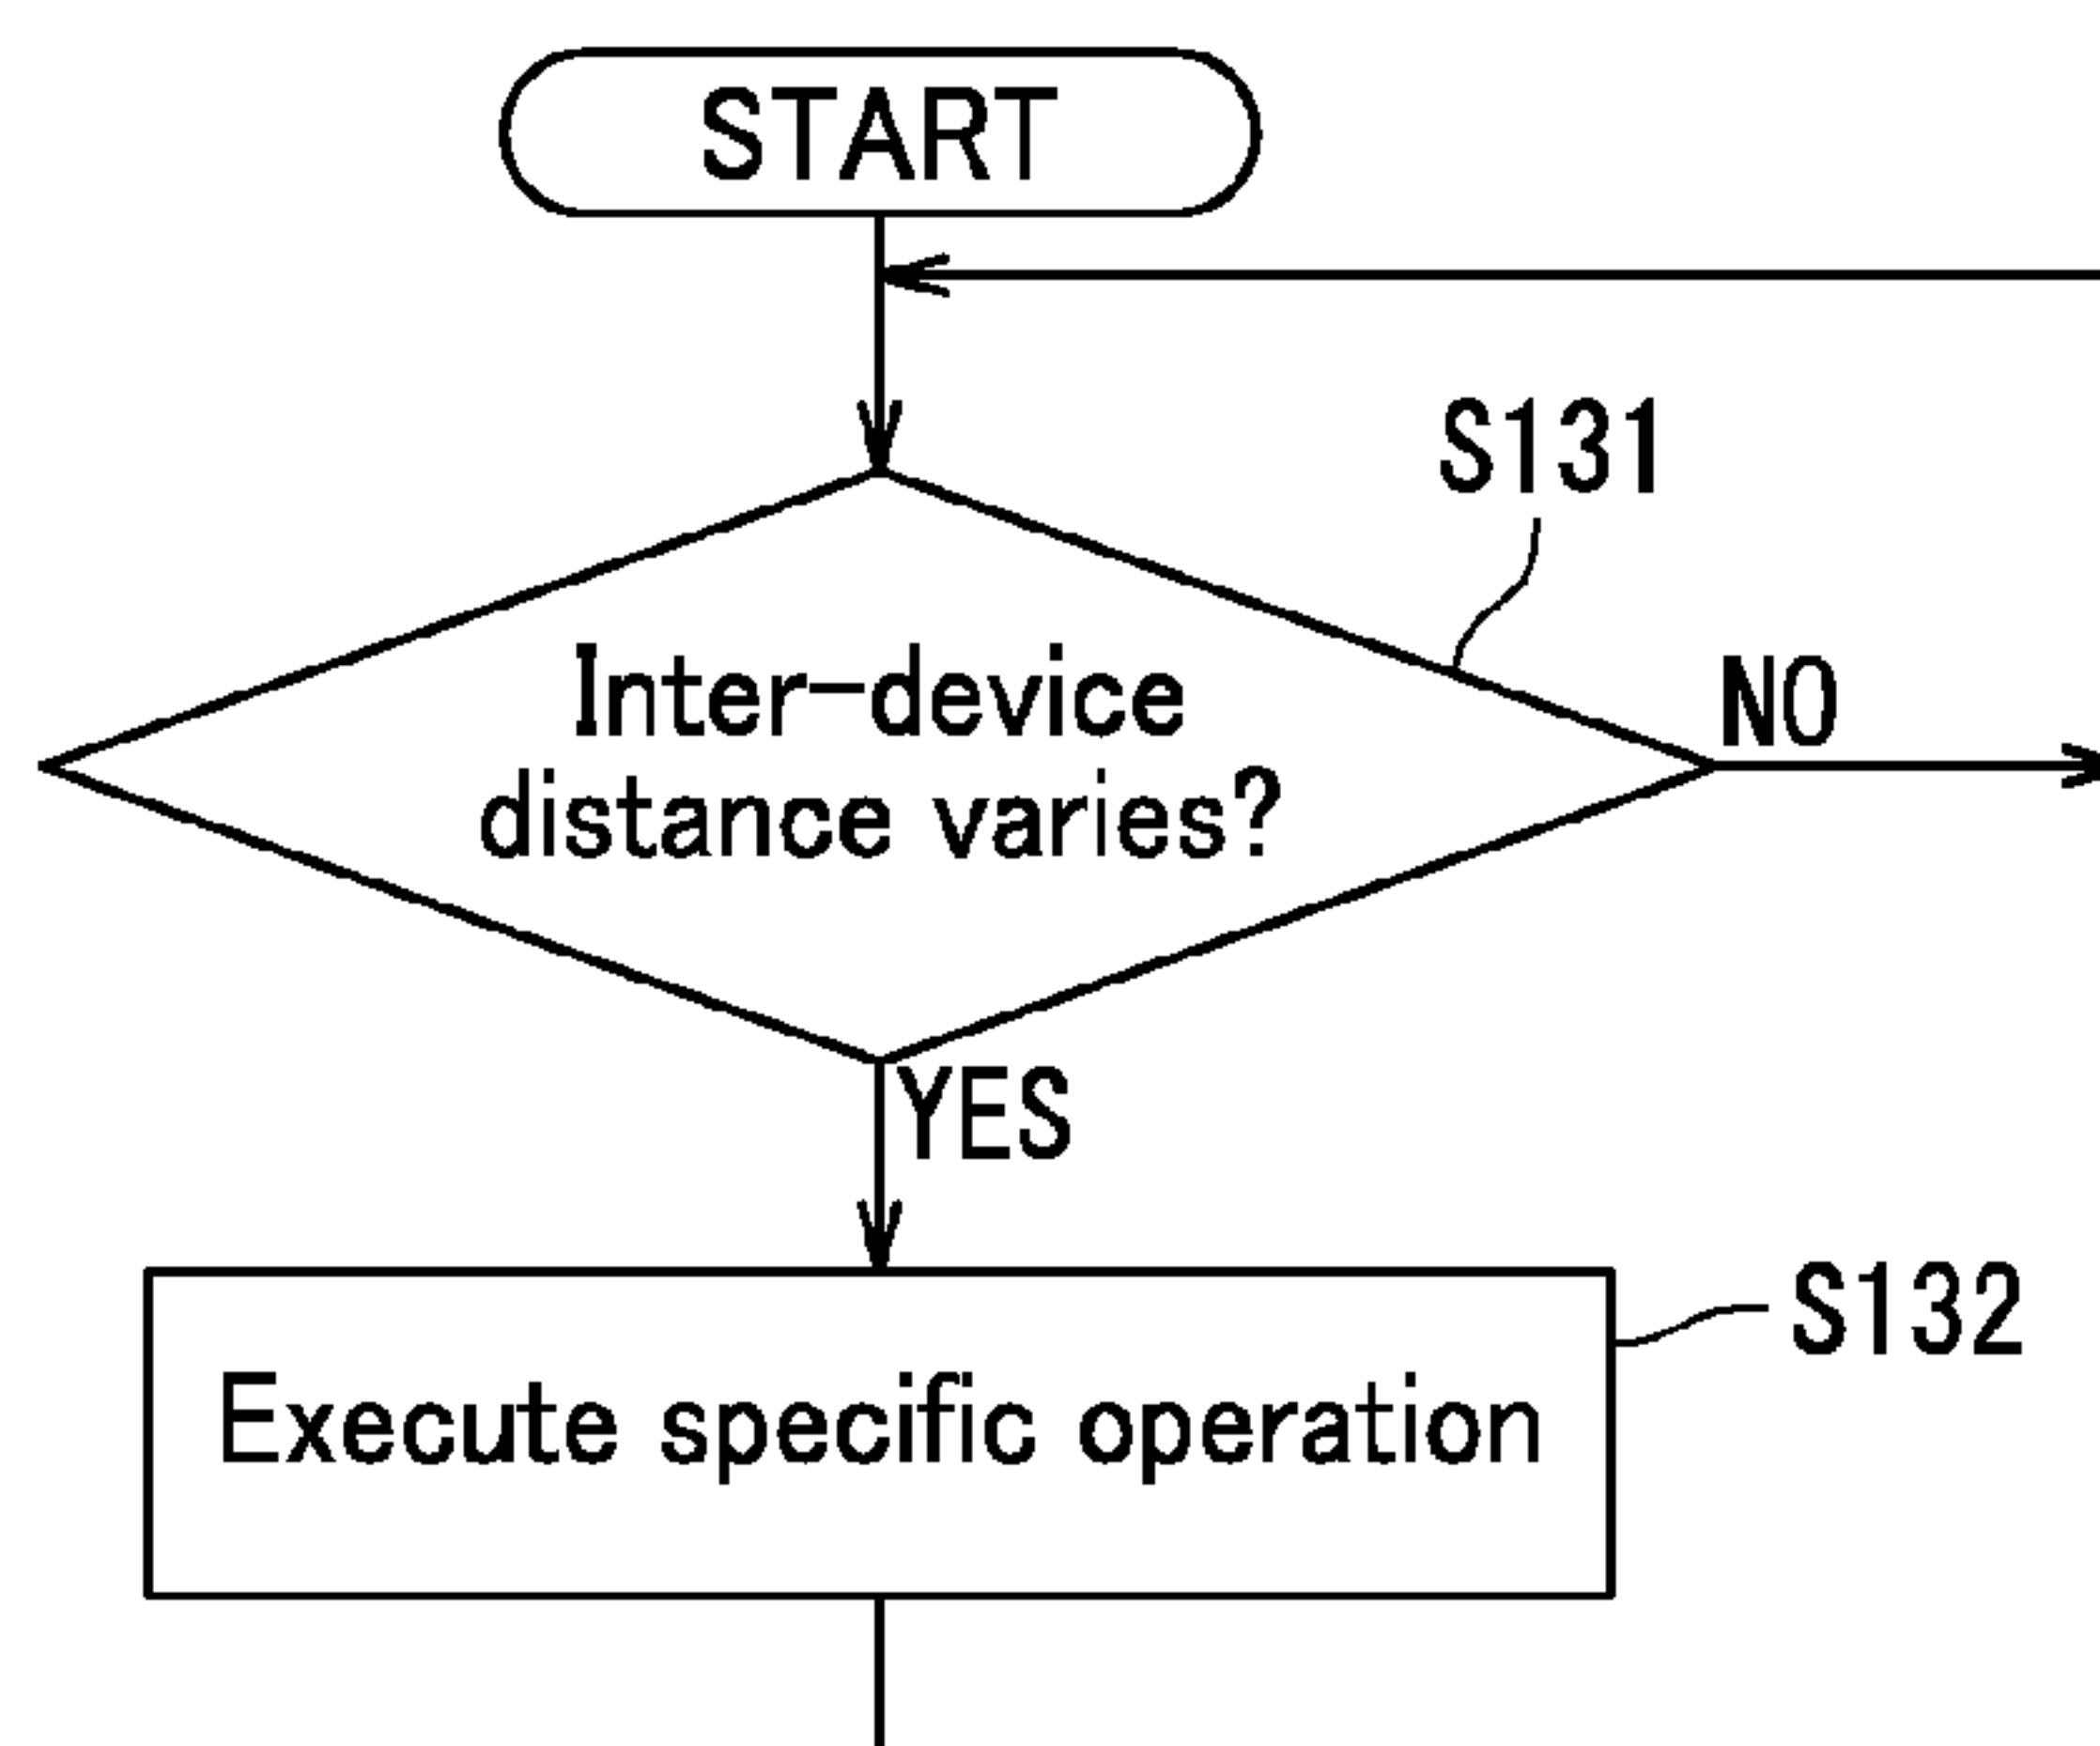 START
S131
Inter-device
distance varies?
NO
YES
S132
Execute specific operation